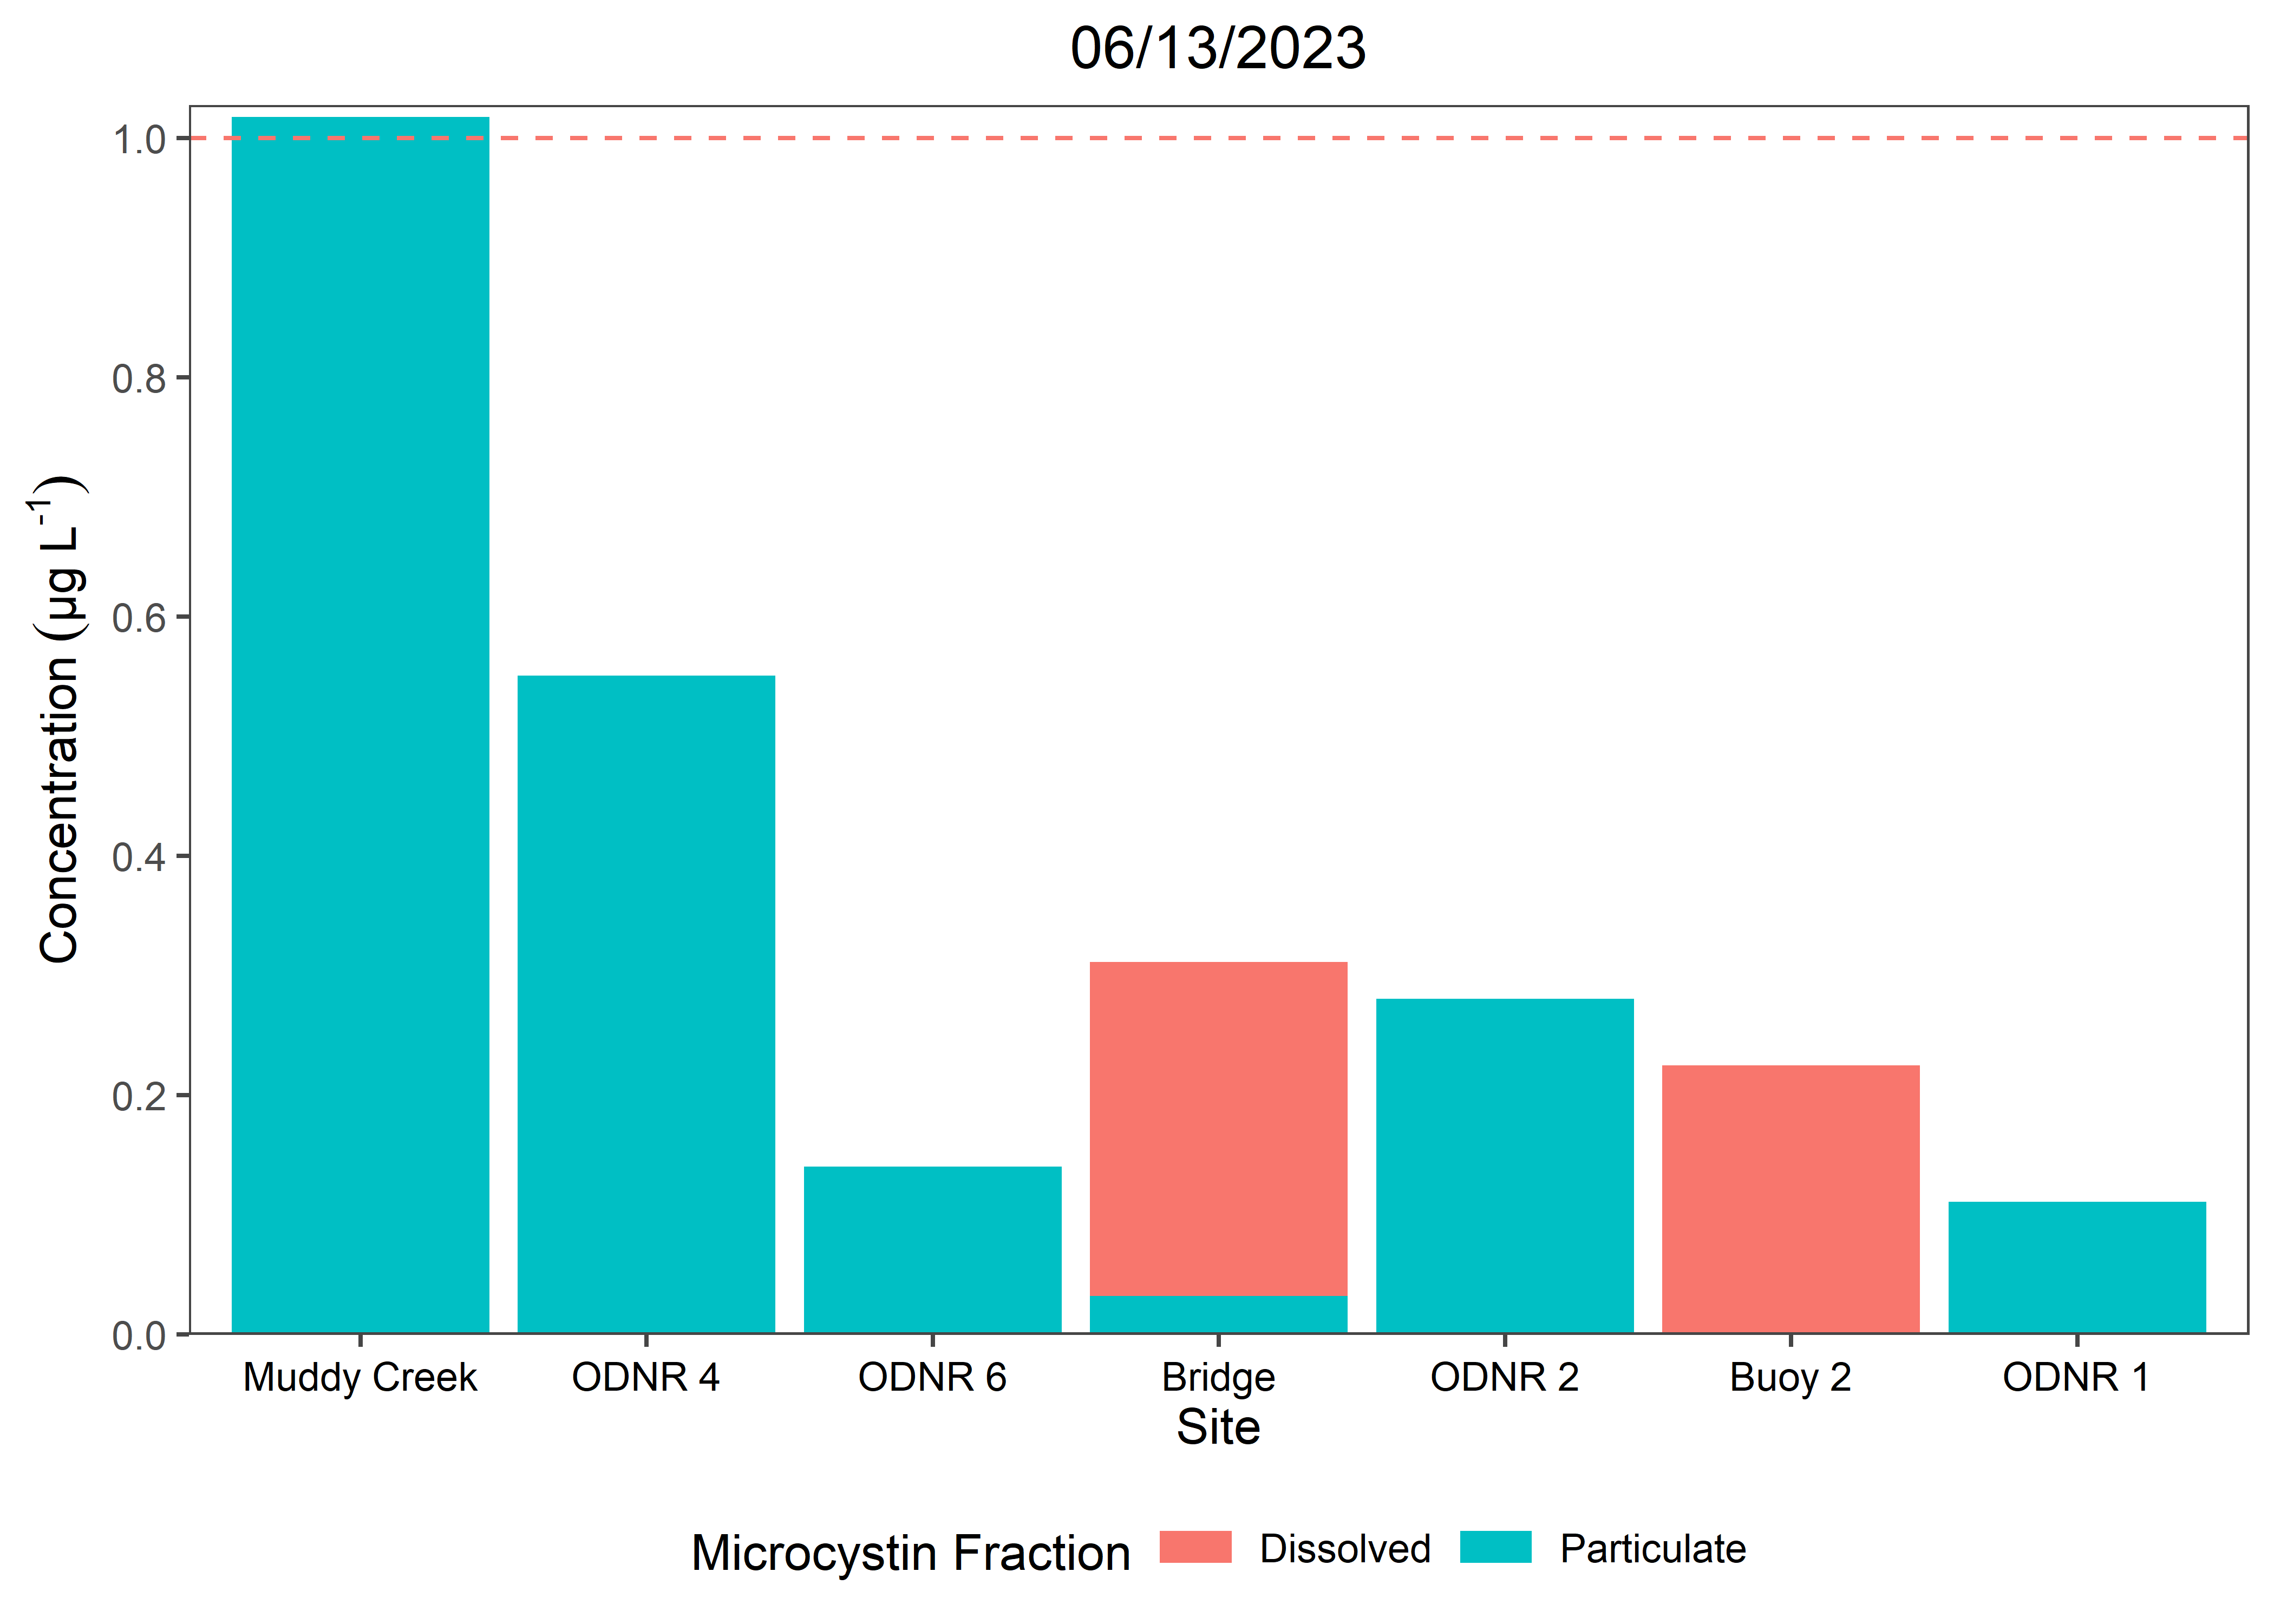 06/13/2023
Concentration (µg L⁻¹)
1.0
0.8
0.6
0.4
0.2
0.0
Muddy Creek ODNR 4 ODNR 6 Bridge ODNR 2 Buoy 2 ODNR 1
Site
Microcystin Fraction Dissolved Particulate